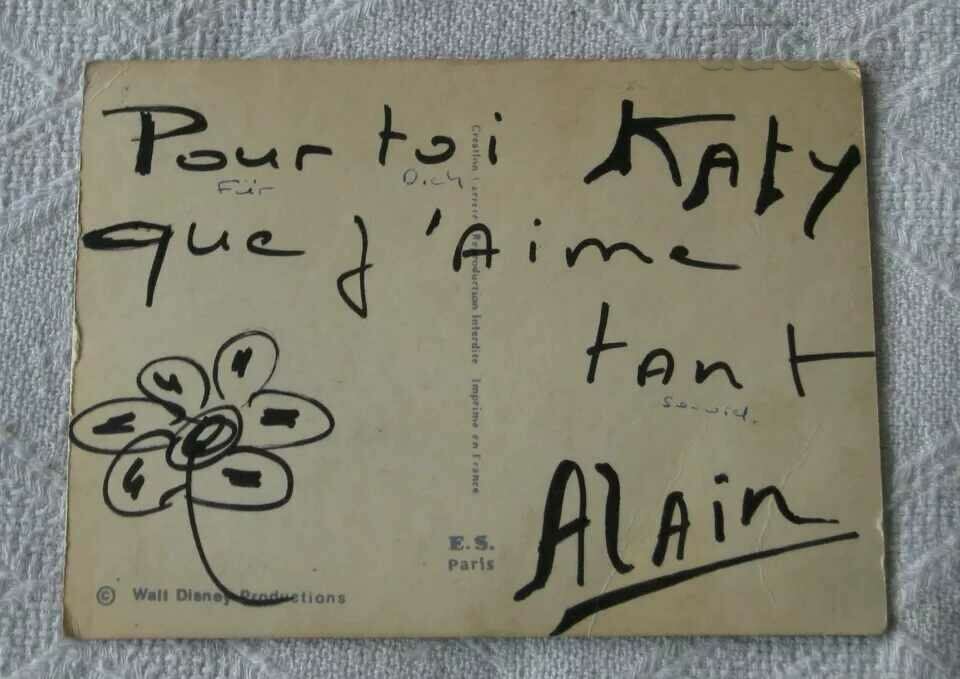 Pour toi Katy
Für Dich
que j'Aime
tant
so viel.
Alain
Reproduction Interdite Imprimé en France
E.S.
Paris
© Walt Disney Productions